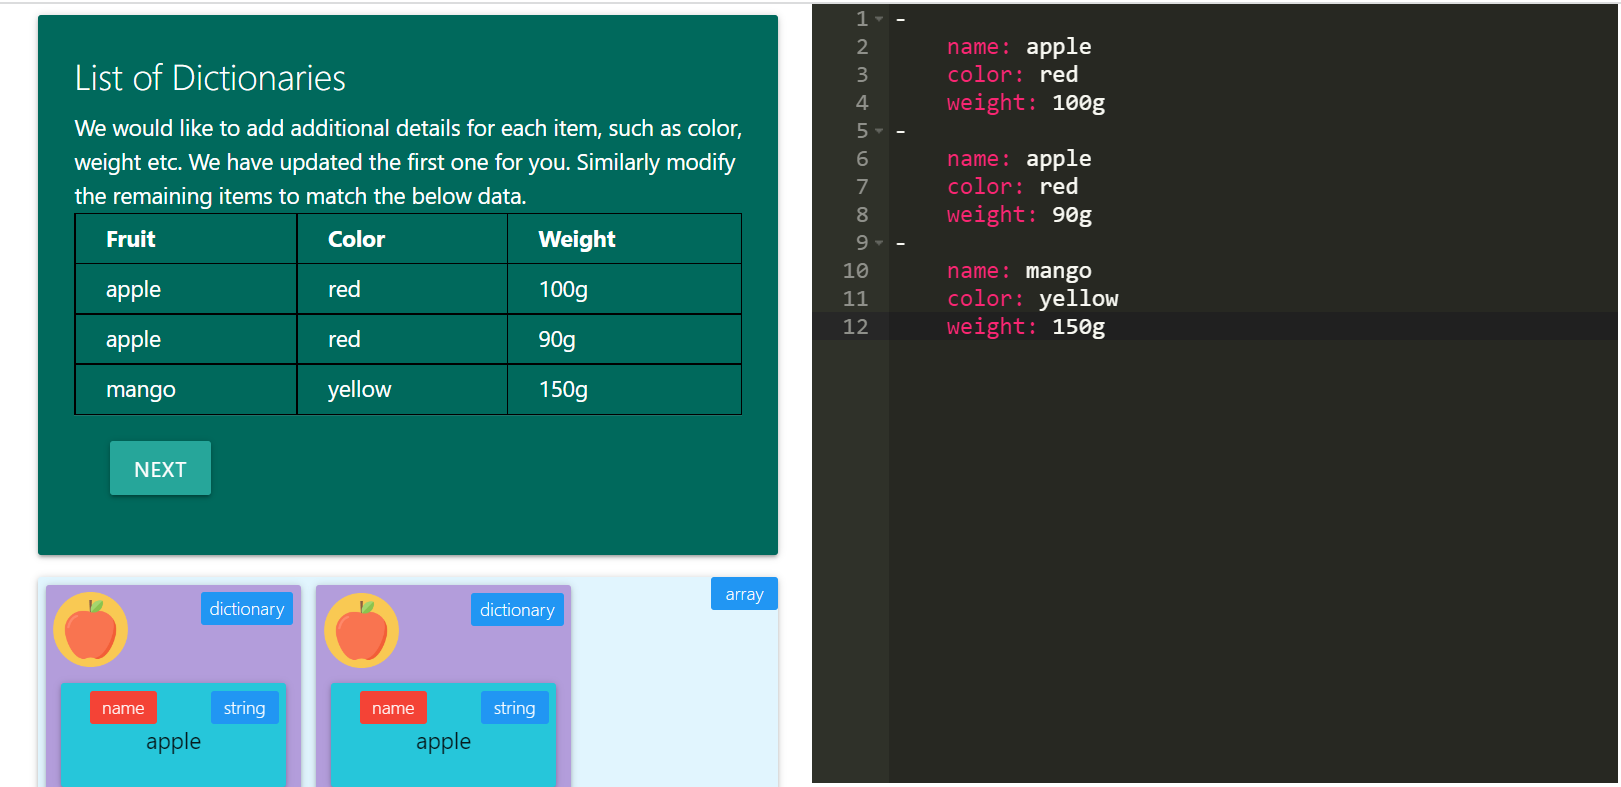 List of Dictionaries
We would like to add additional details for each item, such as color,
weight etc. We have updated the first one for you. Similarly modify
the remaining items to match the below data.
Fruit Color Weight
apple red 100g
apple red 90g
mango yellow 150g
NEXT
array
dictionary dictionary
name string name string
apple apple
1 -
2 name: apple
3 color: red
4 weight: 100g
5 -
6 name: apple
7 color: red
8 weight: 90g
9 -
10 name: mango
11 color: yellow
12 weight: 150g